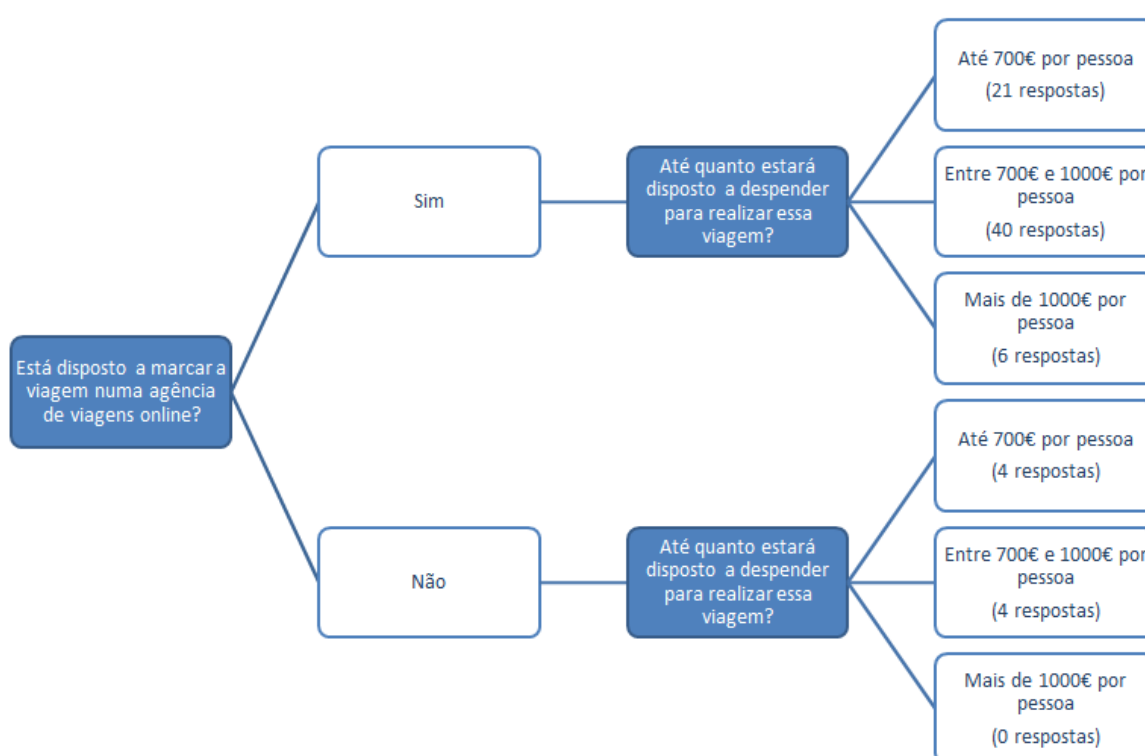 Está disposto a marcar a
viagem numa agência
de viagens online?
Sim
Até quanto estará
disposto a despender
para realizar essa
viagem?
Até 700€ por pessoa
(21 respostas)
Entre 700€ e 1000€ por
pessoa
(40 respostas)
Mais de 1000€ por
pessoa
(6 respostas)
Não
Até quanto estará
disposto a despender
para realizar essa
viagem?
Até 700€ por pessoa
(4 respostas)
Entre 700€ e 1000€ por
pessoa
(4 respostas)
Mais de 1000€ por
pessoa
(0 respostas)